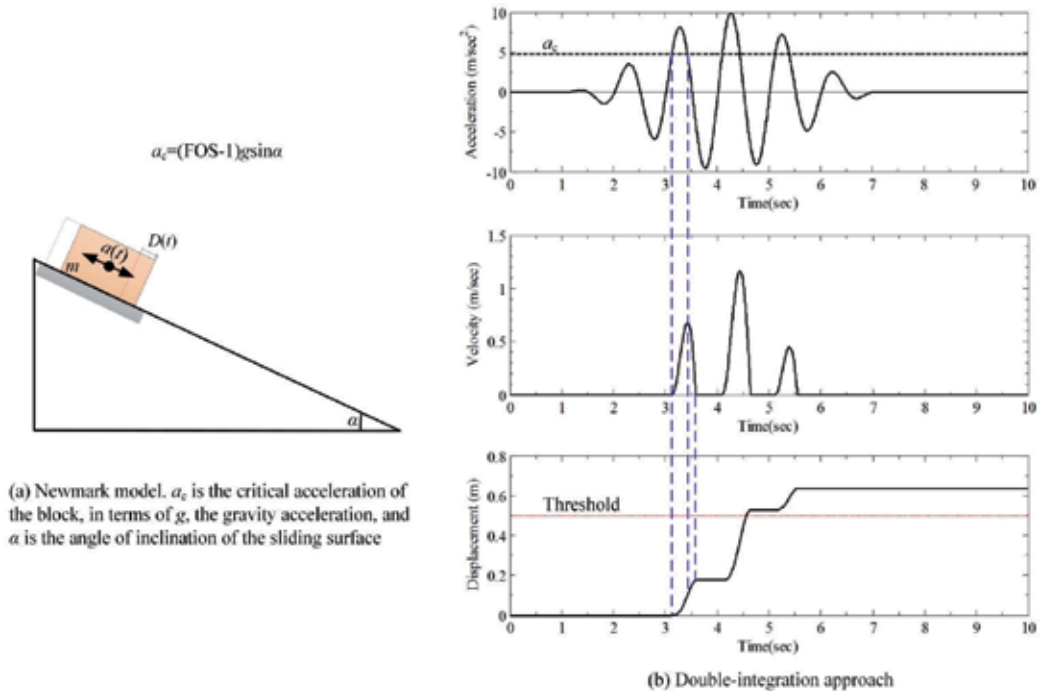 a_c=(FOS-1)gsinα
D(t)
a(t)
m
α
(a) Newmark model. a_c is the critical acceleration of
the block, in terms of g, the gravity acceleration, and
α is the angle of inclination of the sliding surface
10
5
0
-5
-10
Acceleration (m/sec²)
a_c
0 1 2 3 4 5 6 7 8 9 10
Time(sec)
1.5
1
0.5
0
Velocity (m/sec)
0 1 2 3 4 5 6 7 8 9 10
Time(sec)
0.8
0.6
0.4
0.2
0
Displacement (m)
Threshold
0 1 2 3 4 5 6 7 8 9 10
Time(sec)
(b) Double-integration approach